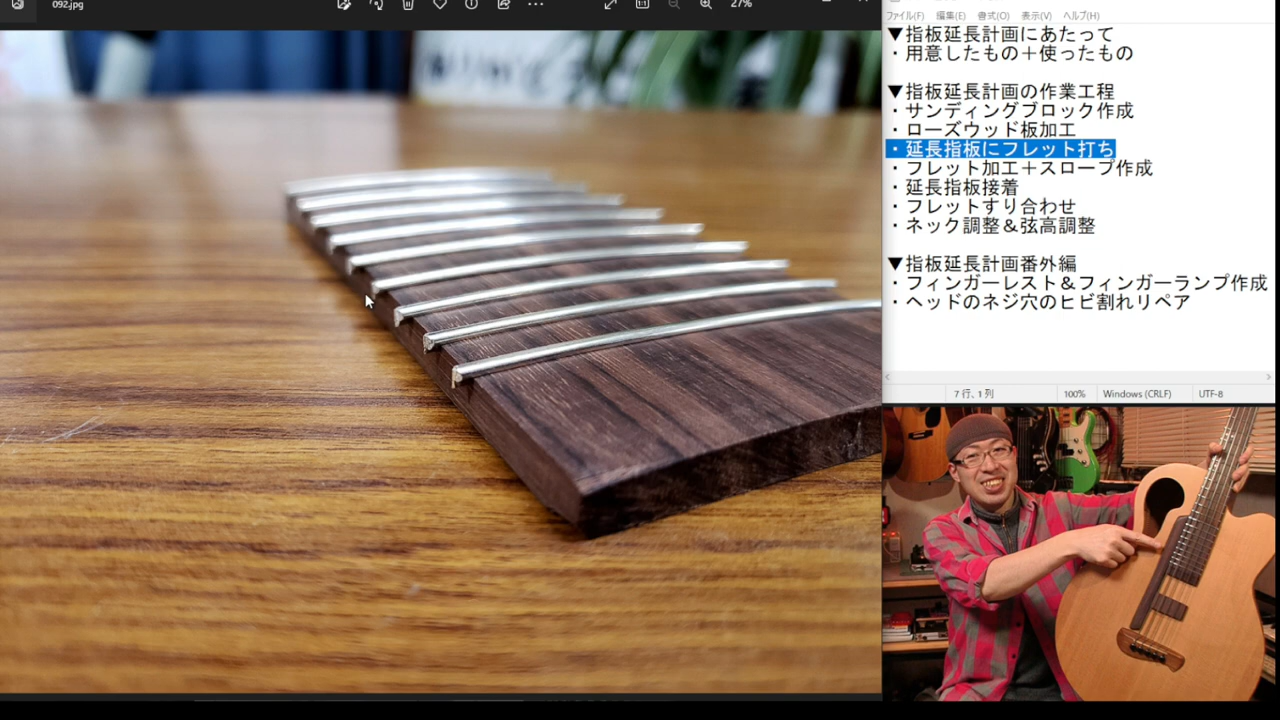 092.jpg
27%
ファイル(F) 編集(E) 書式(O) 表示(V) ヘルプ(H)
▼指板延長計画にあたって
・用意したもの＋使ったもの
▼指板延長計画の作業工程
・サンディングブロック作成
・ローズウッド板加工
・延長指板にフレット打ち
・フレット加工＋スロープ作成
・延長指板接着
・フレットすり合わせ
・ネック調整＆弦高調整
▼指板延長計画番外編
・フィンガーレスト＆フィンガーランプ作成
・ヘッドのネジ穴のヒビ割れリペア
7 行、1 列 100% Windows (CRLF) UTF-8